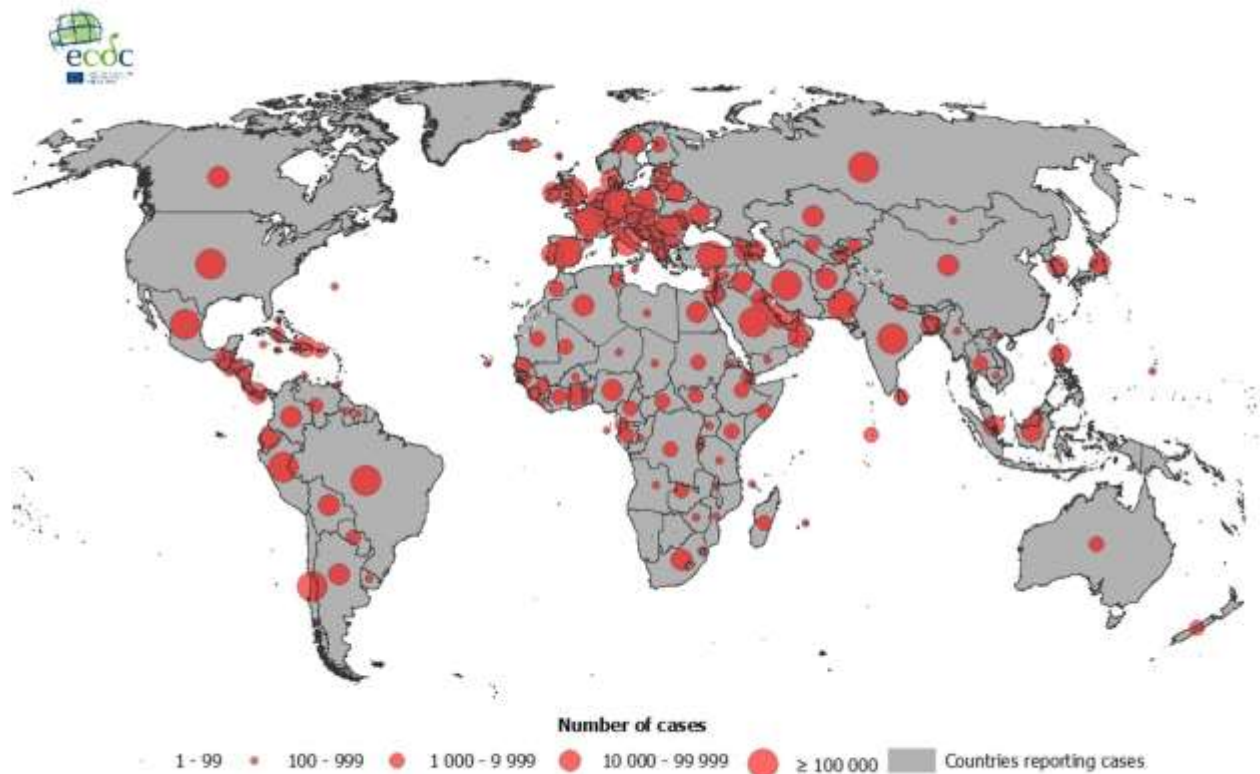 ecdc
Number of cases
1 - 99
100 - 999
1 000 - 9 999
10 000 - 99 999
≥ 100 000
Countries reporting cases